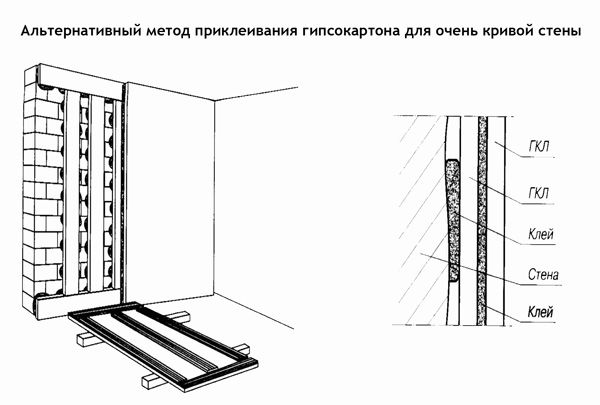 Альтернативный метод приклеивания гипсокартона для очень кривой стены
ГКЛ
ГКЛ
Клей
Стена
Клей